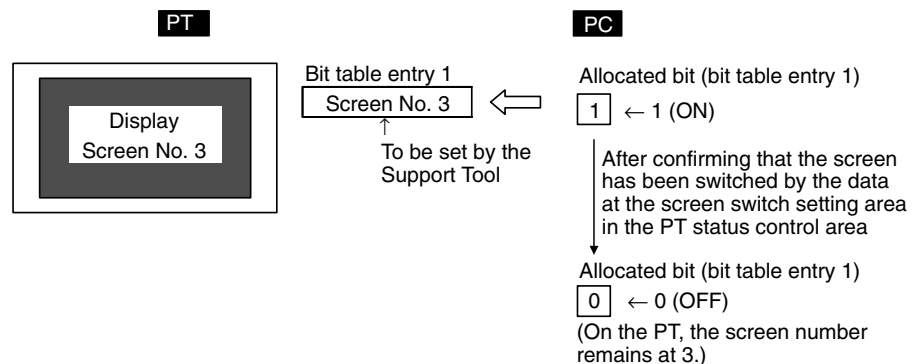 PT
PC
Display
Screen No. 3
Bit table entry 1
Screen No. 3
↑
To be set by the
Support Tool
Allocated bit (bit table entry 1)
1 ← 1 (ON)
After confirming that the screen
has been switched by the data
at the screen switch setting area
in the PT status control area
Allocated bit (bit table entry 1)
0 ← 0 (OFF)
(On the PT, the screen number
remains at 3.)